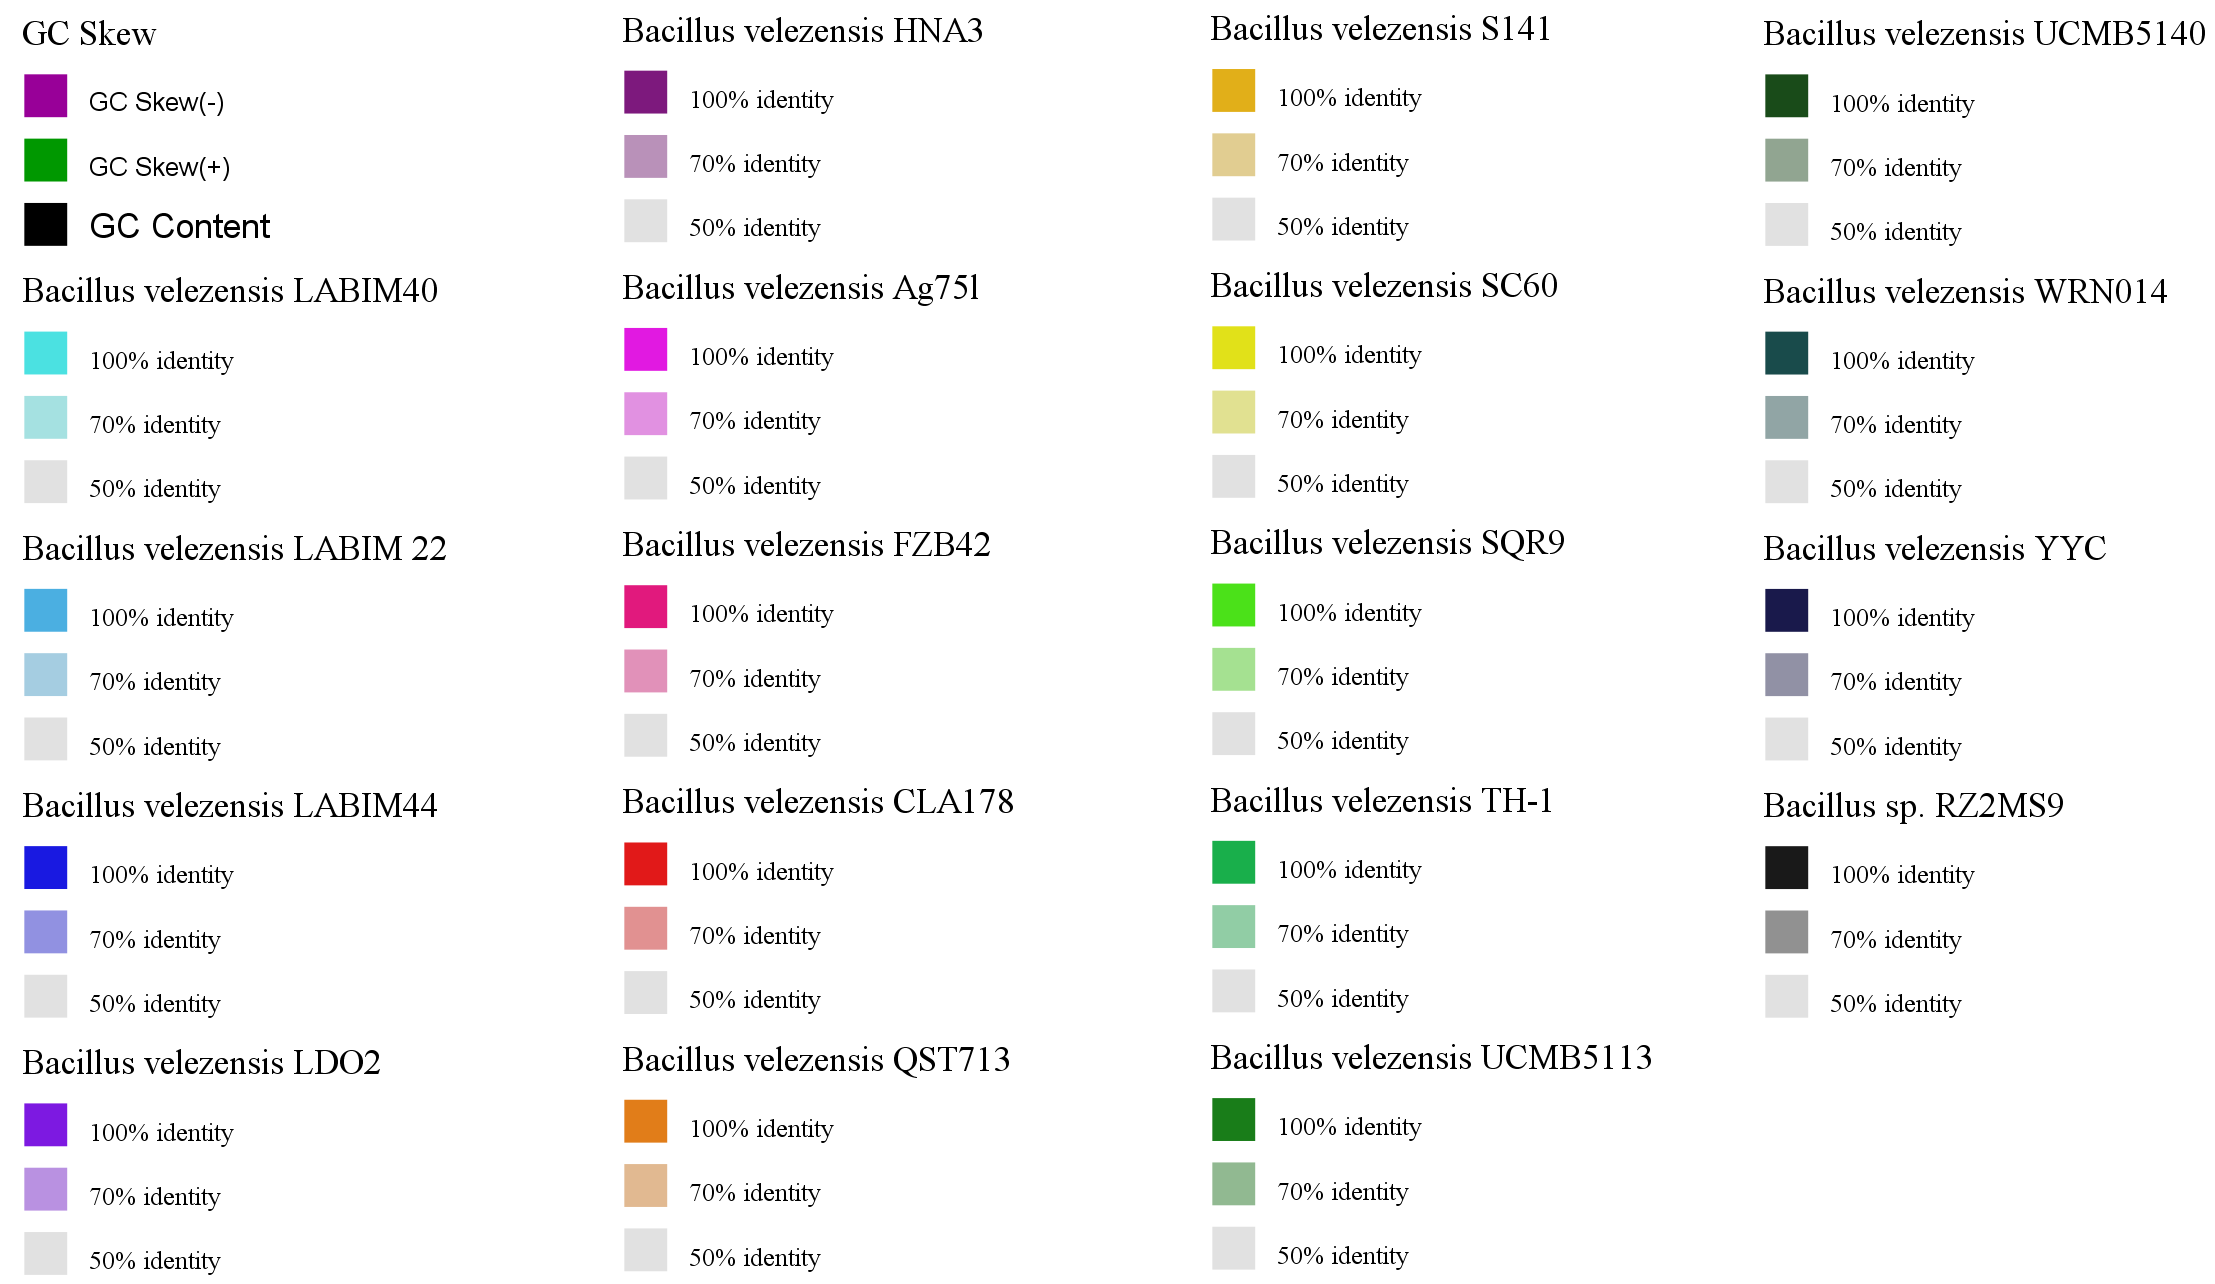 GC Skew
GC Skew(-)
GC Skew(+)
GC Content
Bacillus velezensis LABIM40
100% identity
70% identity
50% identity
Bacillus velezensis LABIM 22
100% identity
70% identity
50% identity
Bacillus velezensis LABIM44
100% identity
70% identity
50% identity
Bacillus velezensis LDO2
100% identity
70% identity
50% identity
Bacillus velezensis HNA3
100% identity
70% identity
50% identity
Bacillus velezensis Ag75l
100% identity
70% identity
50% identity
Bacillus velezensis FZB42
100% identity
70% identity
50% identity
Bacillus velezensis CLA178
100% identity
70% identity
50% identity
Bacillus velezensis QST713
100% identity
70% identity
50% identity
Bacillus velezensis S141
100% identity
70% identity
50% identity
Bacillus velezensis SC60
100% identity
70% identity
50% identity
Bacillus velezensis SQR9
100% identity
70% identity
50% identity
Bacillus velezensis TH-1
100% identity
70% identity
50% identity
Bacillus velezensis UCMB5113
100% identity
70% identity
50% identity
Bacillus velezensis UCMB5140
100% identity
70% identity
50% identity
Bacillus velezensis WRN014
100% identity
70% identity
50% identity
Bacillus velezensis YYC
100% identity
70% identity
50% identity
Bacillus sp. RZ2MS9
100% identity
70% identity
50% identity